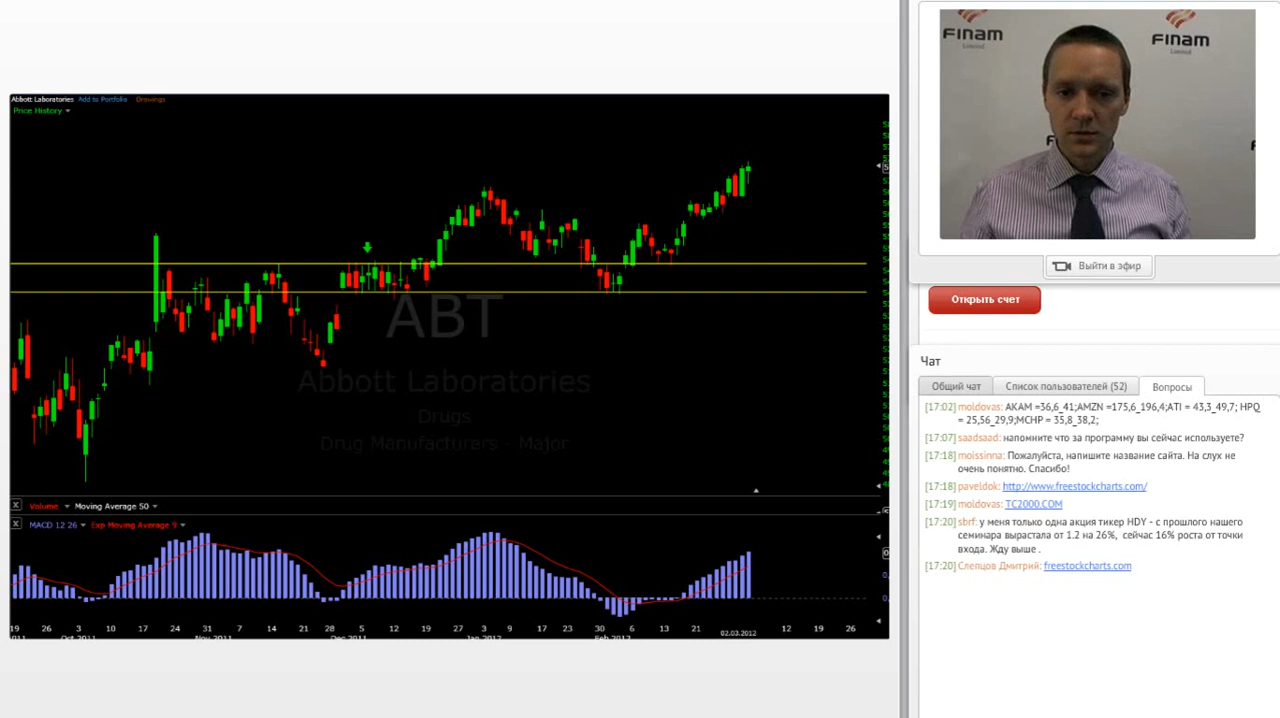 Abbott Laboratories Add to Portfolio Drawings
Price History
ABT
Abbott Laboratories
Drugs
Drug Manufacturers - Major
Volume Moving Average 50
MACD 12 26 Exp Moving Average 9
19 26 3 10 17 24 31 7 14 21 28 5 12 19 27 3 9 17 23 30 6 13 21 02.03.2012 12 19 26
Oct 2011 Nov 2011 Dec 2011 Jan 2012 Feb 2012
FINAM
Limited
FINAM
Limited
Выйти в эфир
Открыть счет
Чат
Общий чат Список пользователей (52) Вопросы
[17:02] moldovas: AKAM =36,6_41;AMZN =175,6_196,4;ATI = 43,3_49,7; HPQ
= 25,56_29,9;MCHP = 35,8_38,2;
[17:07] saadsaad: напомните что за программу вы сейчас используете?
[17:18] moissinna: Пожалуйста, напишите название сайта. На слух не
очень понятно. Спасибо!
[17:18] paveldok: http://www.freestockcharts.com/
[17:19] moldovas: TC2000.COM
[17:20] sbrf: у меня только одна акция тикер HDY - с прошлого нашего
семинара вырастала от 1.2 на 26%, сейчас 16% роста от точки
входа. Жду выше .
[17:20] Слепцов Дмитрий: freestockcharts.com